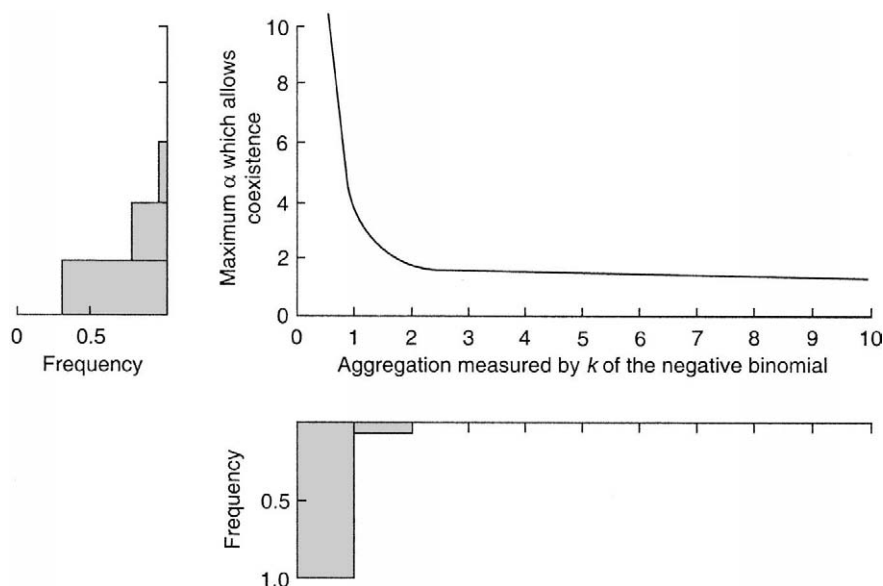 10
8
6
4
2
0
Maximum α which allows
coexistence
0 1 2 3 4 5 6 7 8 9 10
Aggregation measured by k of the negative binomial
0 0.5
Frequency
Frequency
0.5
1.0